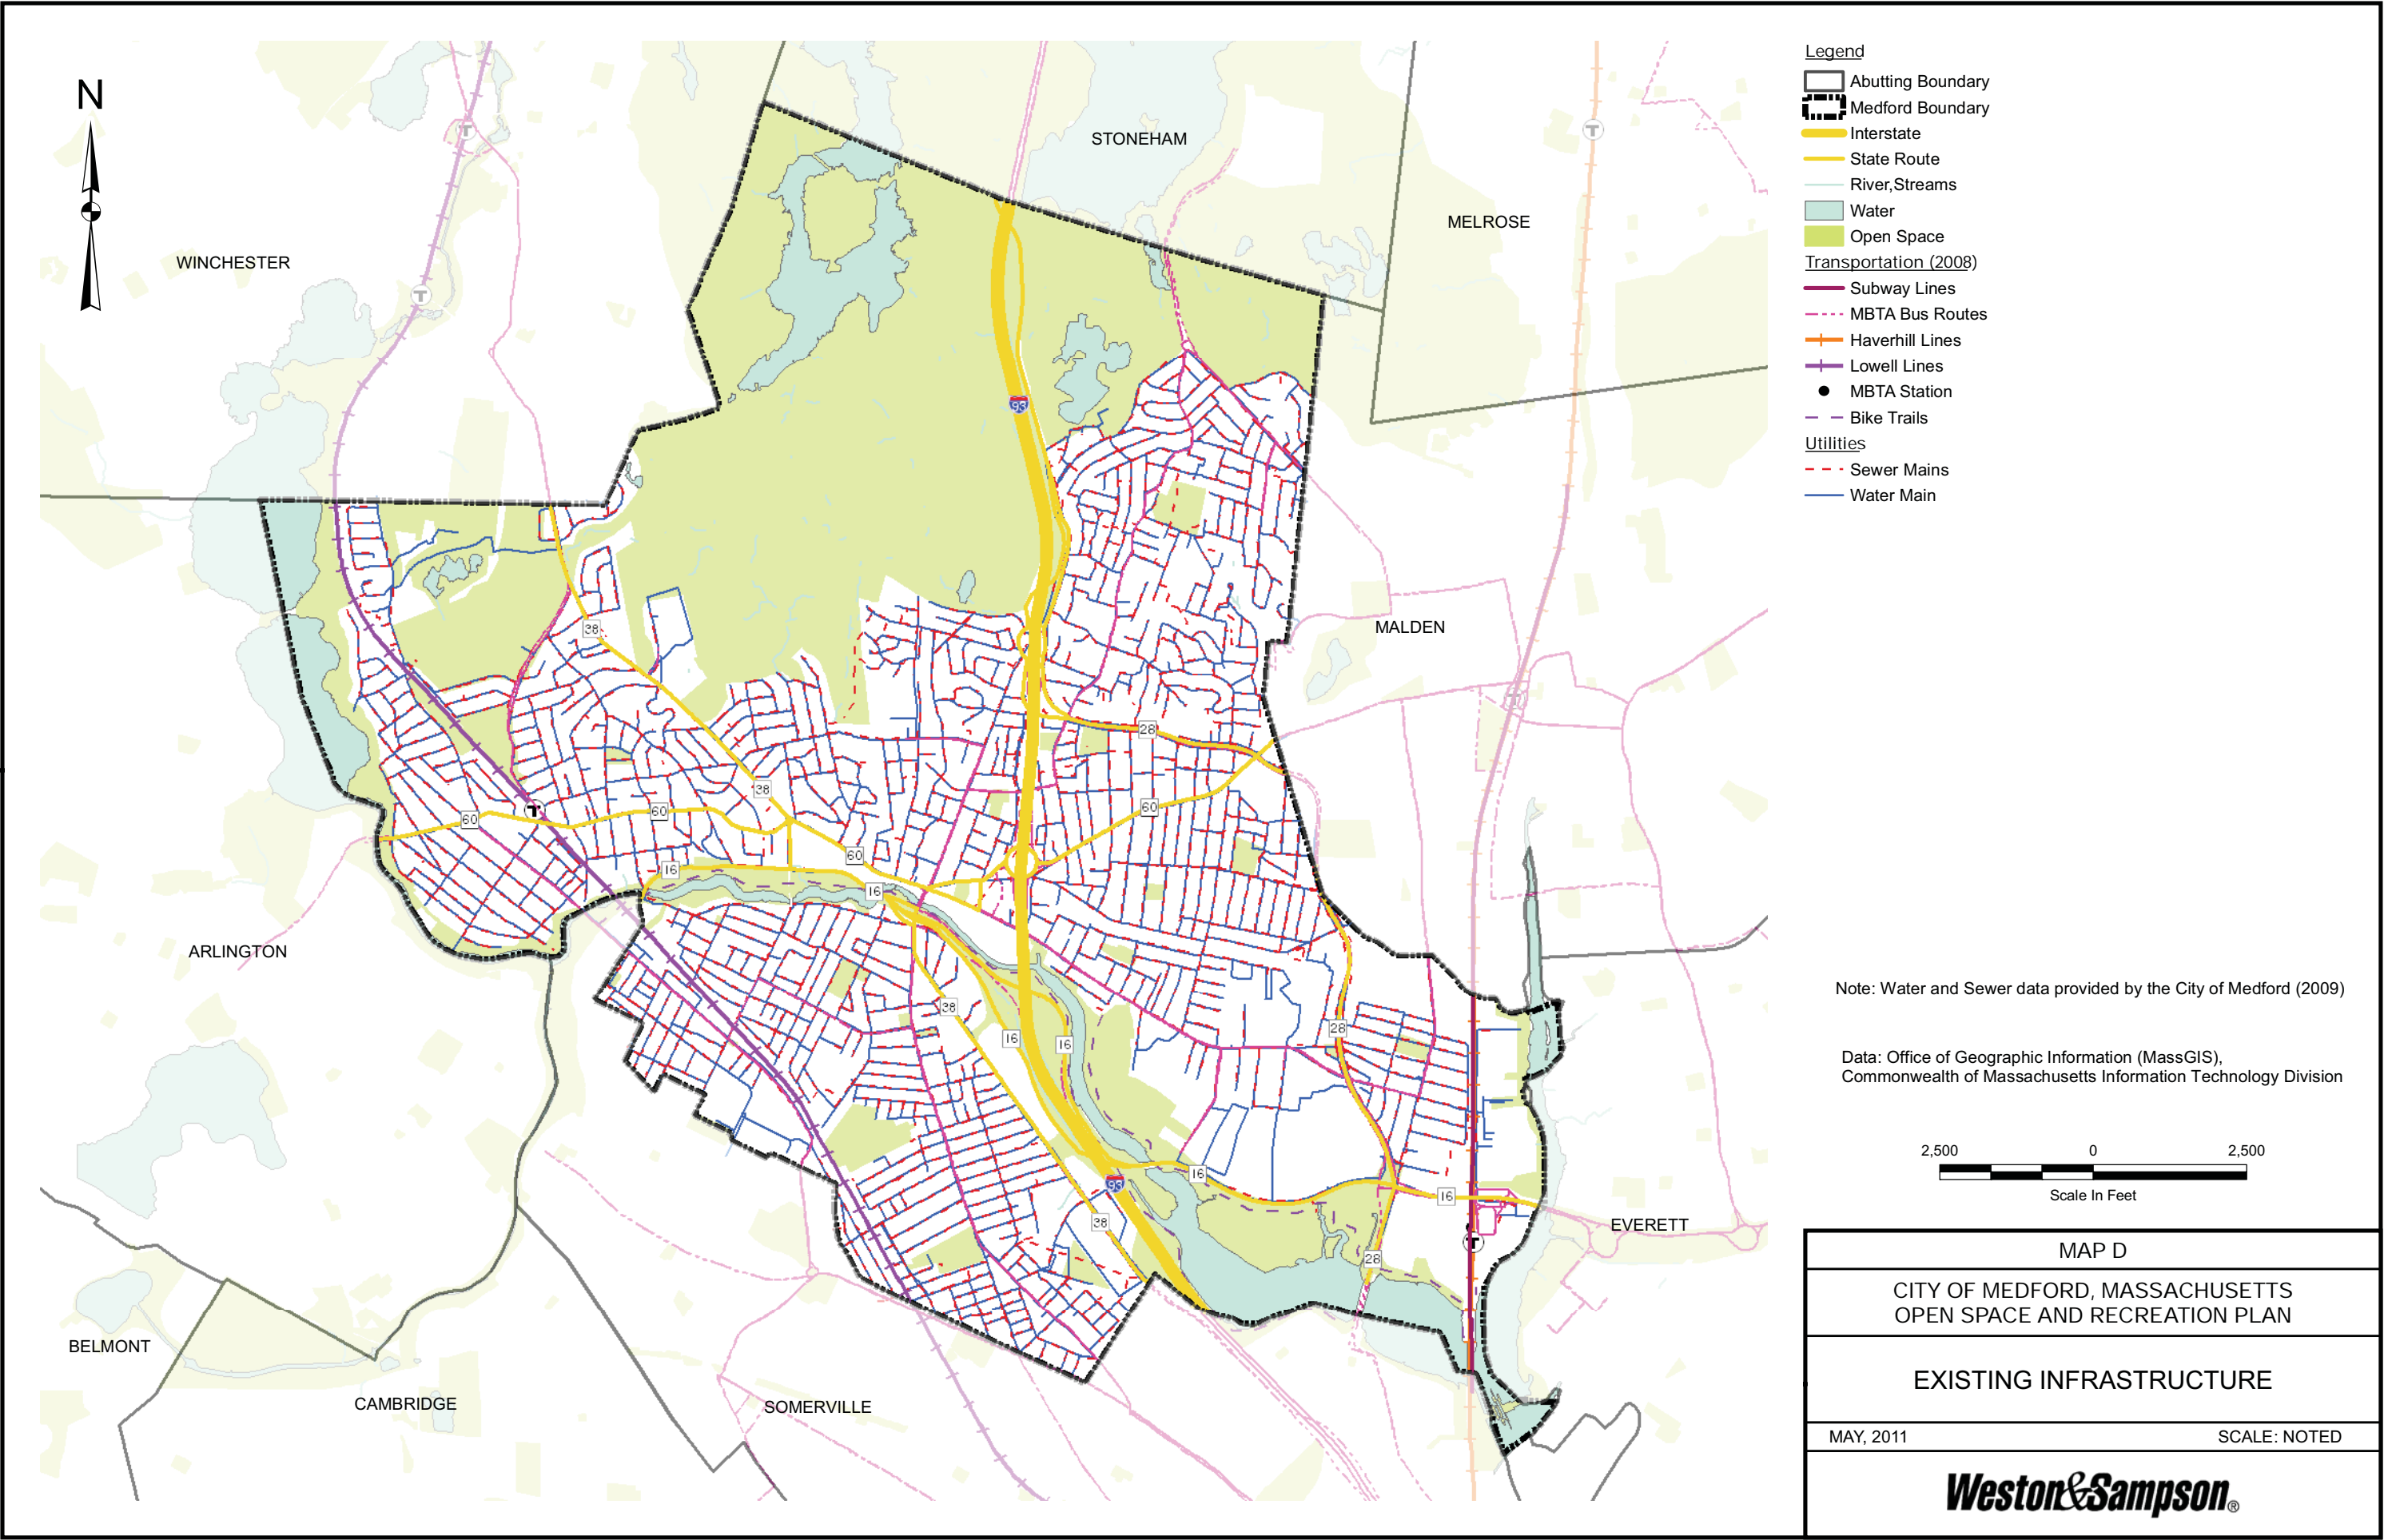 N
WINCHESTER
STONEHAM
MELROSE
MALDEN
ARLINGTON
EVERETT
BELMONT
CAMBRIDGE
SOMERVILLE
T
T
T
T
T
T
93
38
28
38
60
60
60
60
16
16
38
16
16
28
16
93
16
38
28
Legend
Abutting Boundary
Medford Boundary
Interstate
State Route
River,Streams
Water
Open Space
Transportation (2008)
Subway Lines
MBTA Bus Routes
Haverhill Lines
Lowell Lines
MBTA Station
Bike Trails
Utilities
Sewer Mains
Water Main
Note: Water and Sewer data provided by the City of Medford (2009)
Data: Office of Geographic Information (MassGIS),
Commonwealth of Massachusetts Information Technology Division
2,500 0 2,500
Scale In Feet
MAP D
CITY OF MEDFORD, MASSACHUSETTS
OPEN SPACE AND RECREATION PLAN
EXISTING INFRASTRUCTURE
MAY, 2011 SCALE: NOTED
Weston&Sampson®